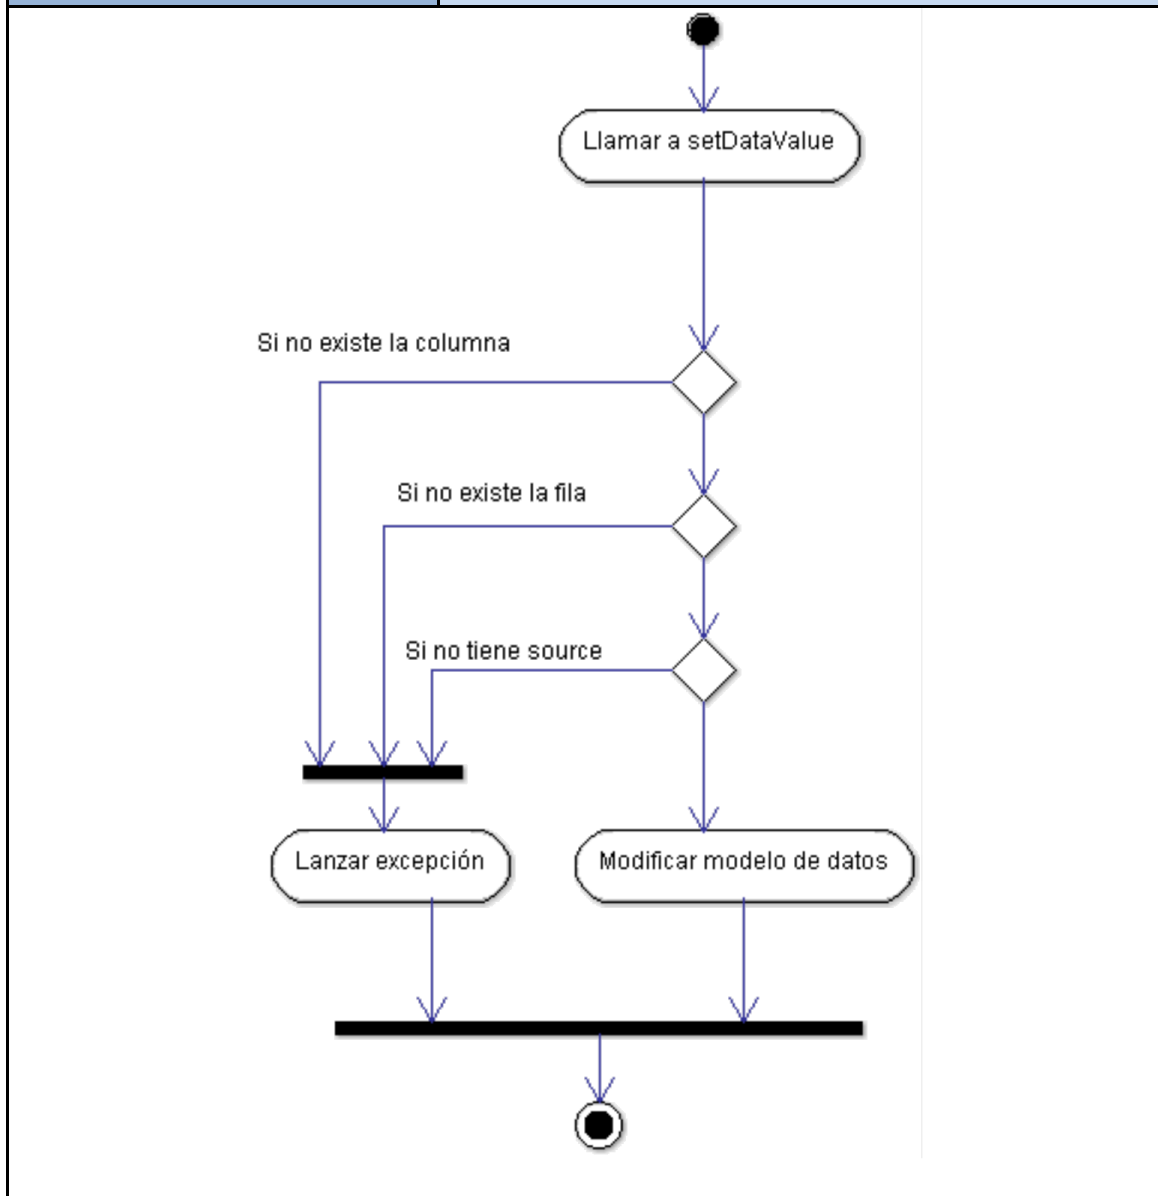 Llamar a setDataValue
Si no existe la columna
Si no existe la fila
Si no tiene source
Lanzar excepción
Modificar modelo de datos